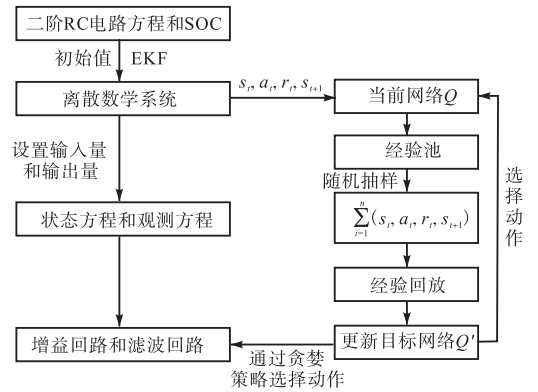 二阶RC电路方程和SOC
初始值 EKF
离散数学系统
设置输入量
和输出量
状态方程和观测方程
增益回路和滤波回路
s_t, a_t, r_t, s_{t+1}
当前网络Q
经验池
随机抽样
\sum_{i=1}^{n}(s_t, a_t, r_t, s_{t+1})
经验回放
更新目标网络Q'
选择动作
通过贪婪
策略选择动作